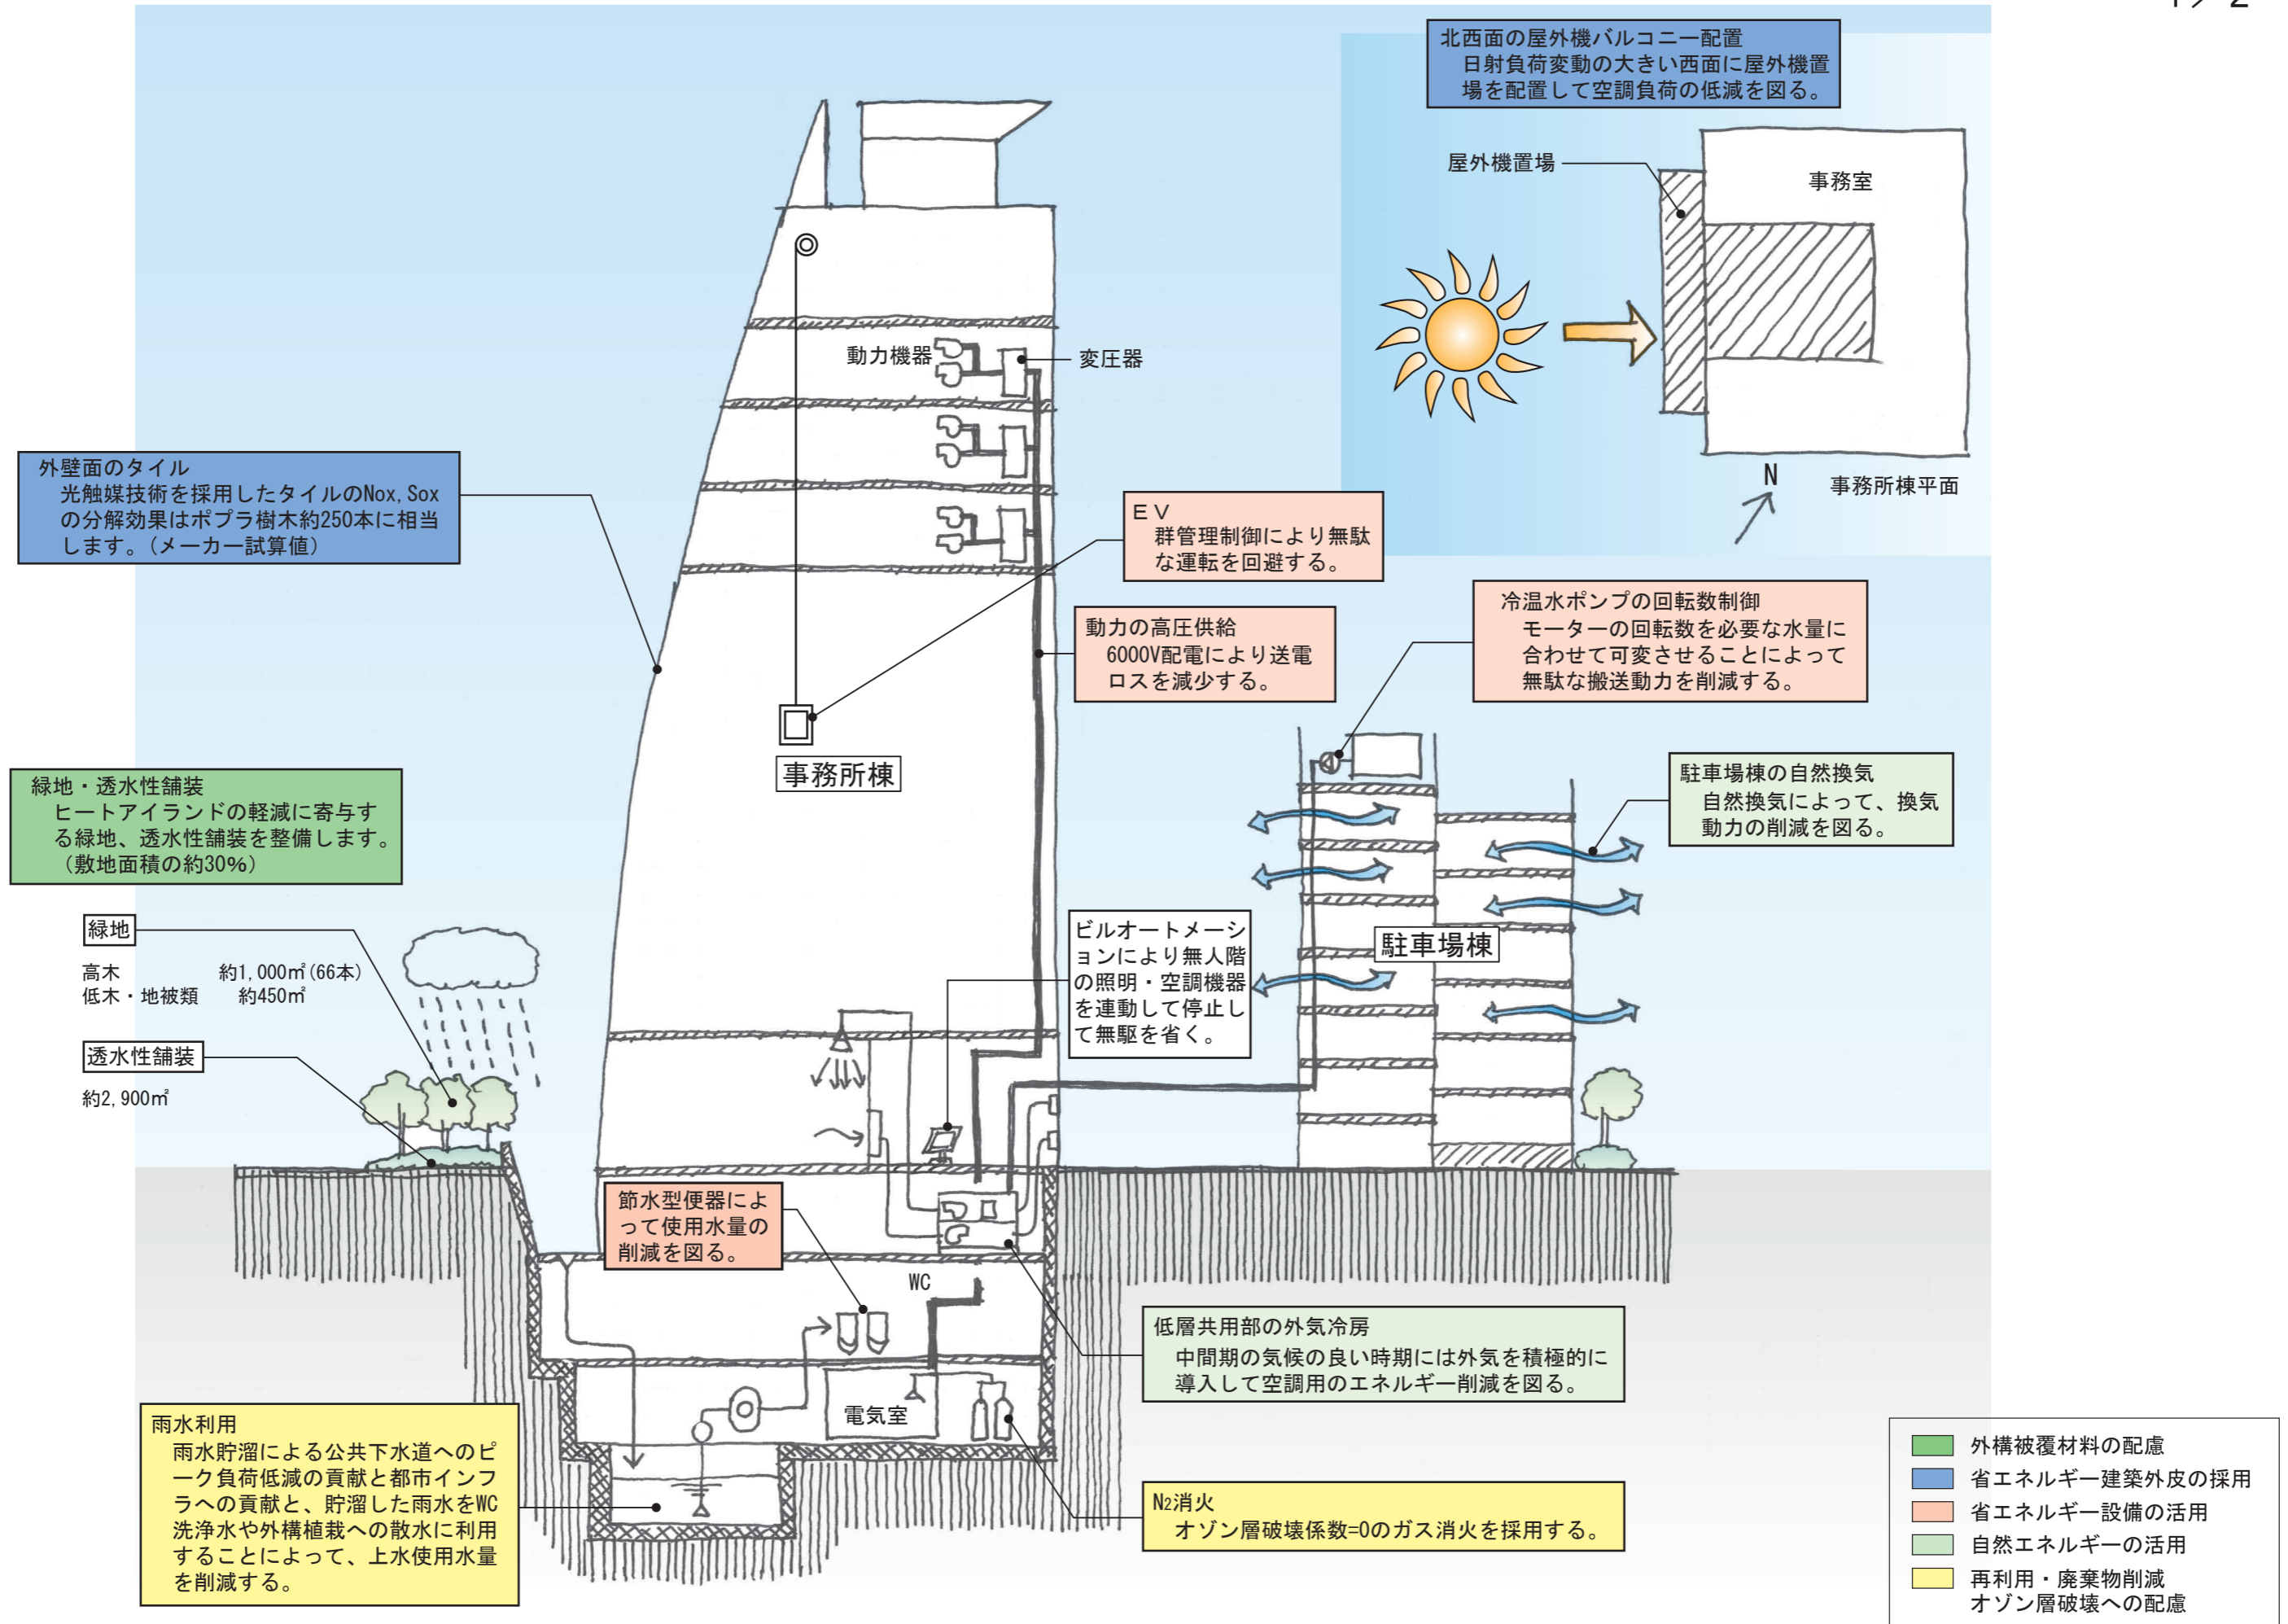 1／2
北西面の屋外機バルコニー配置
日射負荷変動の大きい西面に屋外機置
場を配置して空調負荷の低減を図る。
屋外機置場
事務室
N
事務所棟平面
動力機器
変圧器
外壁面のタイル
光触媒技術を採用したタイルのNox,Sox
の分解効果はポプラ樹木約250本に相当
します。(メーカー試算値)
ＥＶ
群管理制御により無駄
な運転を回避する。
動力の高圧供給
6000V配電により送電
ロスを減少する。
冷温水ポンプの回転数制御
モーターの回転数を必要な水量に
合わせて可変させることによって
無駄な搬送動力を削減する。
事務所棟
緑地・透水性舗装
ヒートアイランドの軽減に寄与す
る緑地、透水性舗装を整備します。
(敷地面積の約30%)
駐車場棟の自然換気
自然換気によって、換気
動力の削減を図る。
緑地
高木 約1,000㎡(66本)
低木・地被類 約450㎡
透水性舗装
約2,900㎡
ビルオートメーシ
ョンにより無人階
の照明・空調機器
を連動して停止し
て無駆を省く。
駐車場棟
節水型便器によ
って使用水量の
削減を図る。
WC
低層共用部の外気冷房
中間期の気候の良い時期には外気を積極的に
導入して空調用のエネルギー削減を図る。
電気室
雨水利用
雨水貯溜による公共下水道へのピ
ーク負荷低減の貢献と都市インフ
ラへの貢献と、貯溜した雨水をWC
洗浄水や外構植栽への散水に利用
することによって、上水使用水量
を削減する。
N2消火
オゾン層破壊係数=0のガス消火を採用する。
外構被覆材料の配慮
省エネルギー建築外皮の採用
省エネルギー設備の活用
自然エネルギーの活用
再利用・廃棄物削減
オゾン層破壊への配慮